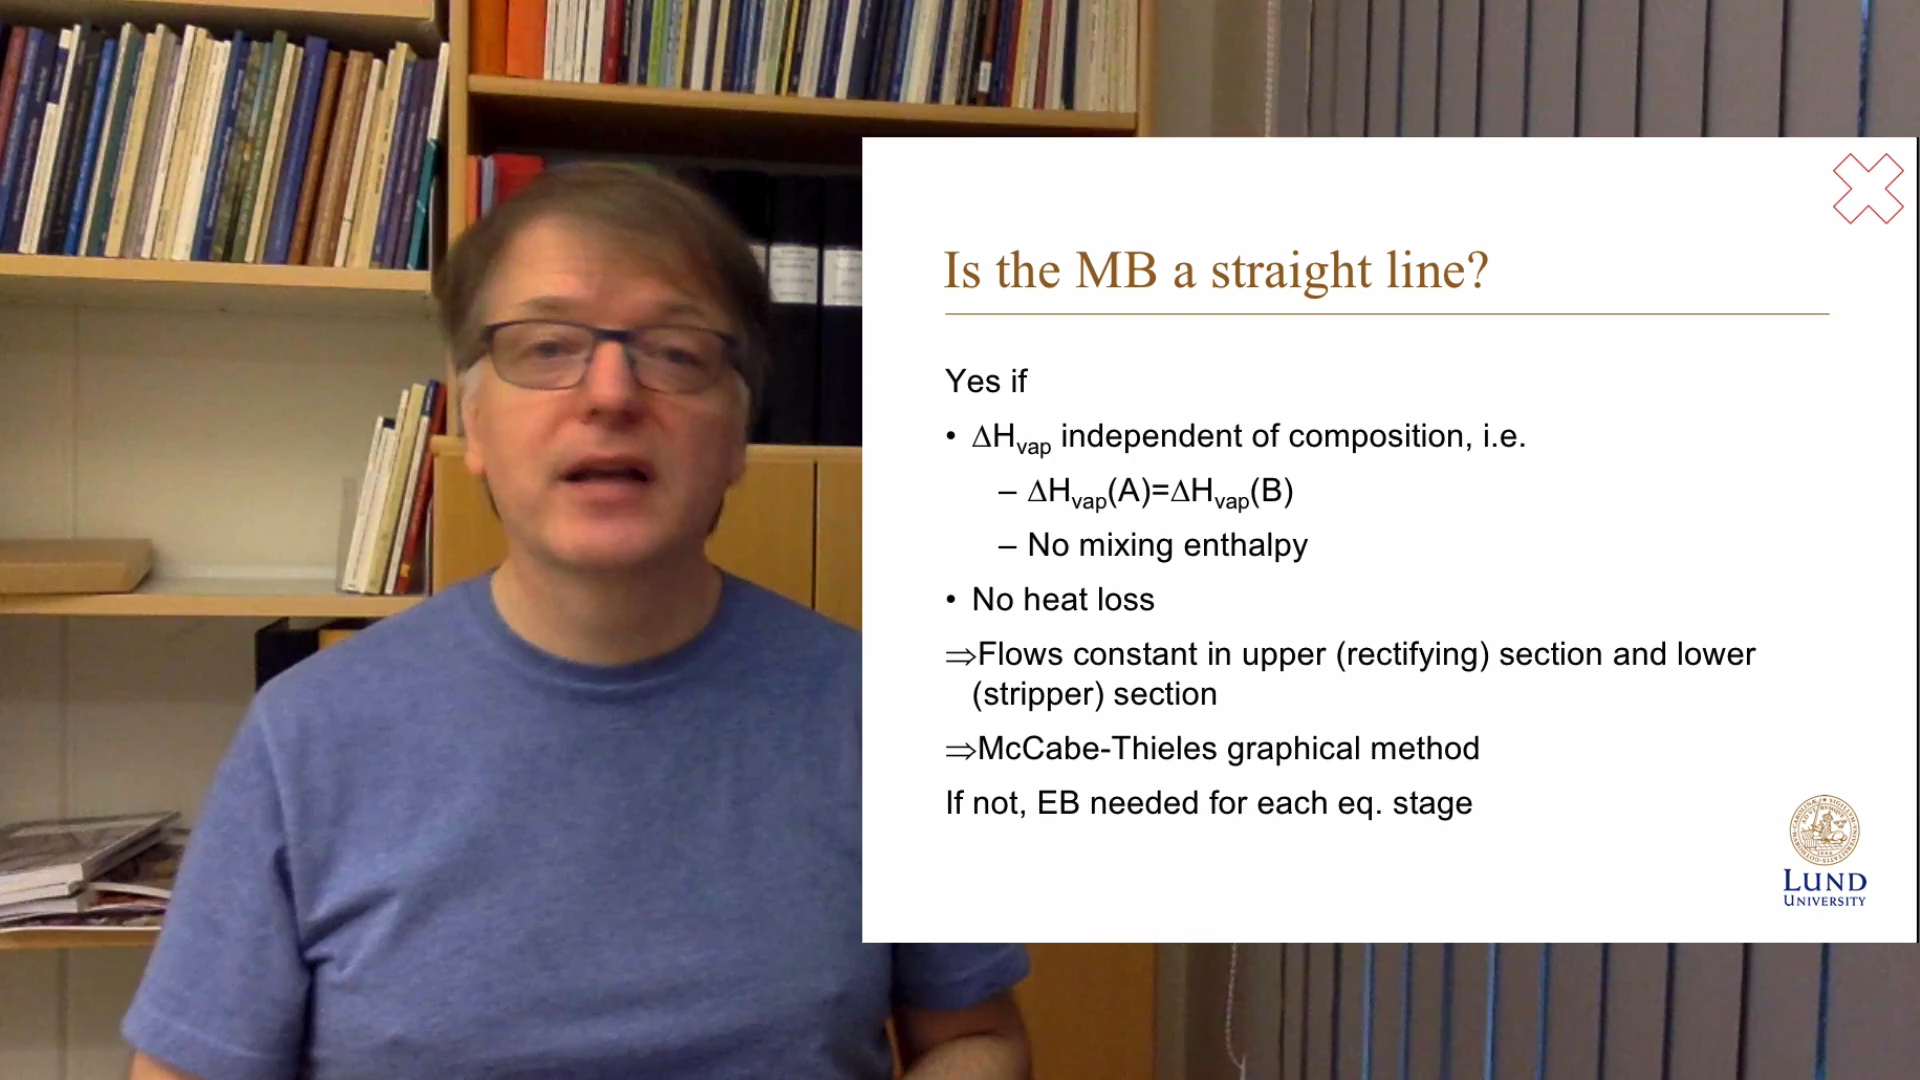 Is the MB a straight line?
Yes if
• ΔHvap independent of composition, i.e.
– ΔHvap(A)=ΔHvap(B)
– No mixing enthalpy
• No heat loss
⇒Flows constant in upper (rectifying) section and lower
(stripper) section
⇒McCabe-Thieles graphical method
If not, EB needed for each eq. stage
LUND
UNIVERSITY